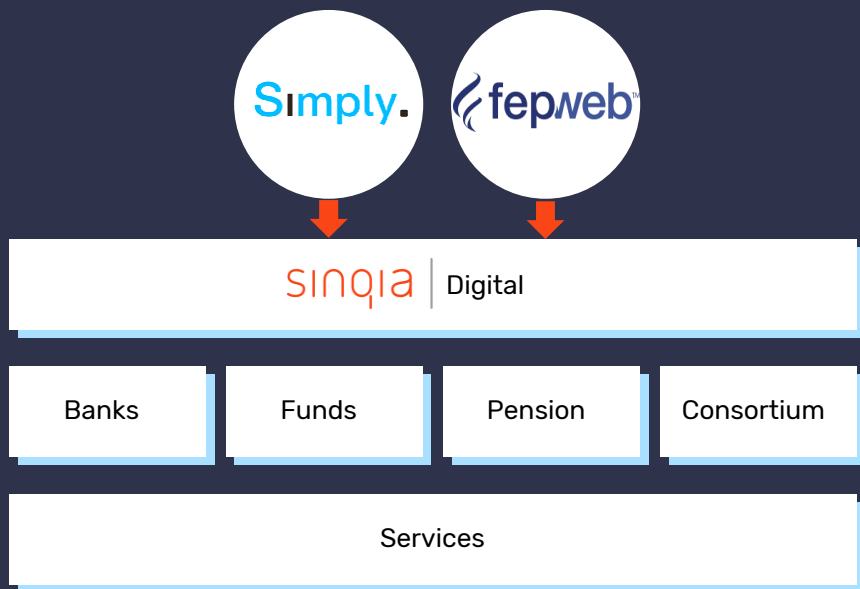 Simply.
fepweb™
sinqia | Digital
Banks
Funds
Pension
Consortium
Services